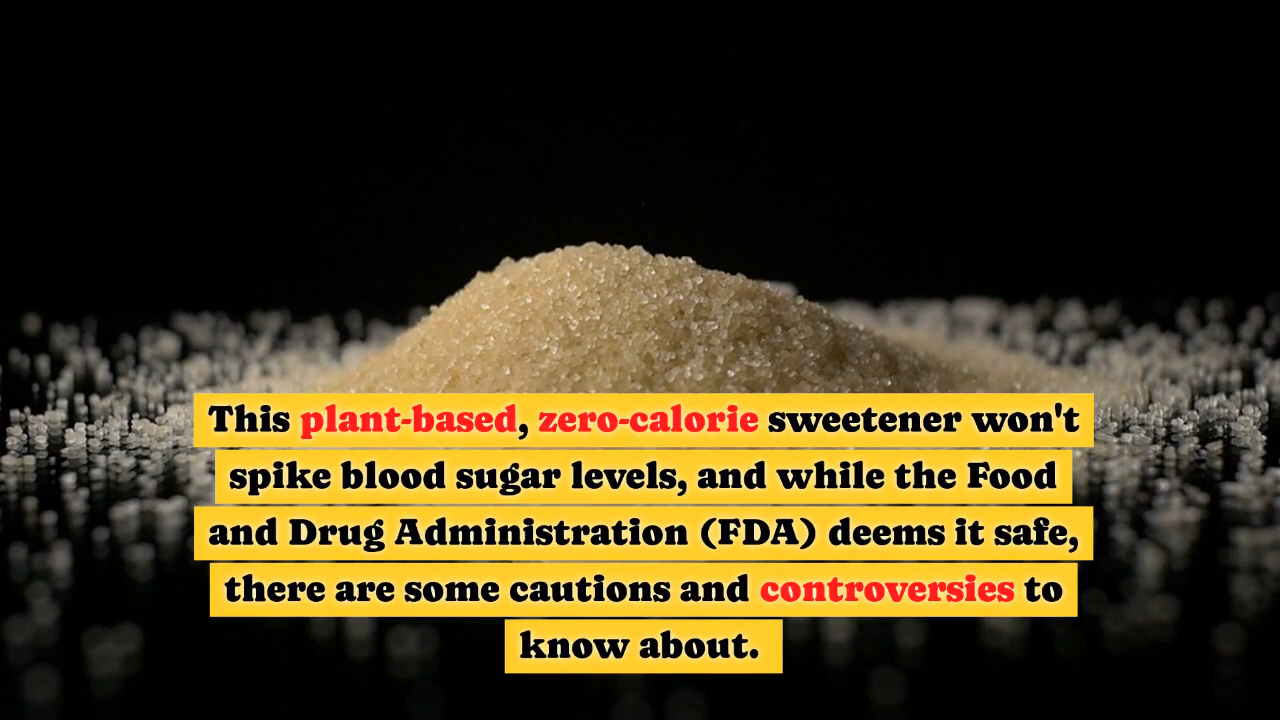 This plant-based, zero-calorie sweetener won't
spike blood sugar levels, and while the Food
and Drug Administration (FDA) deems it safe,
there are some cautions and controversies to
know about.